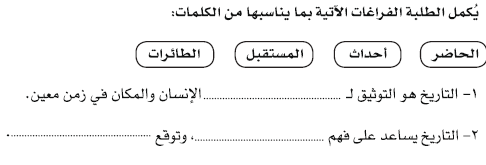 يُكمل الطلبة الفراغات الآتية بما يناسبها من الكلمات:
الحاضر أحداث المستقبل الطائرات
١- التاريخ هو التوثيق لـ ........................ الإنسان والمكان في زمن معين.
٢- التاريخ يساعد على فهم ........................، وتوقع ........................